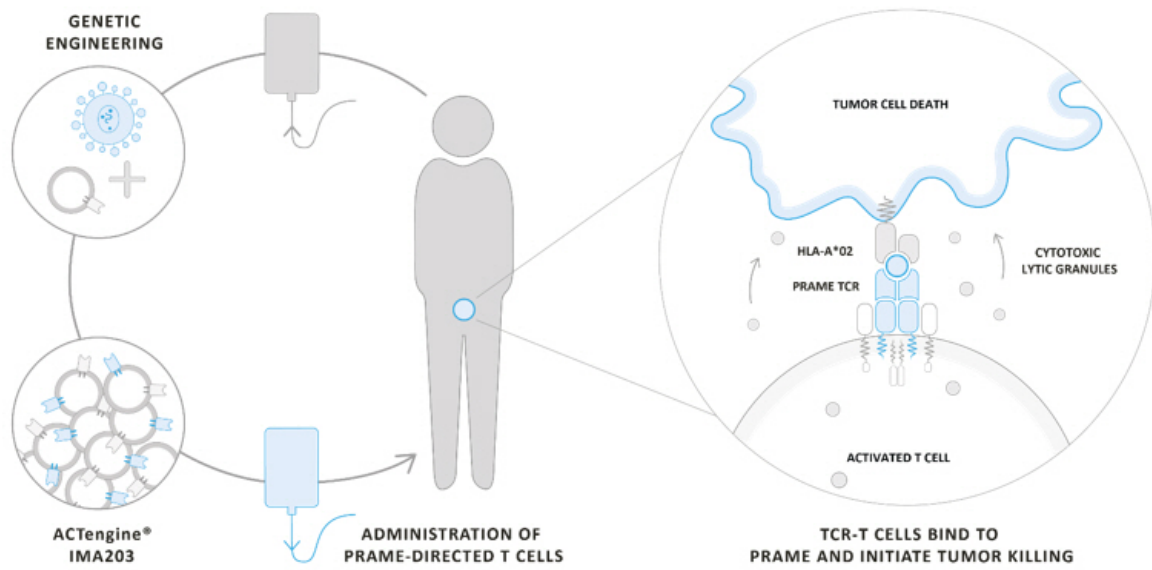 GENETIC
ENGINEERING
ACTengine®
IMA203
ADMINISTRATION OF
PRAME-DIRECTED T CELLS
TUMOR CELL DEATH
HLA-A*02
PRAME TCR
CYTOTOXIC
LYTIC GRANULES
ACTIVATED T CELL
TCR-T CELLS BIND TO
PRAME AND INITIATE TUMOR KILLING